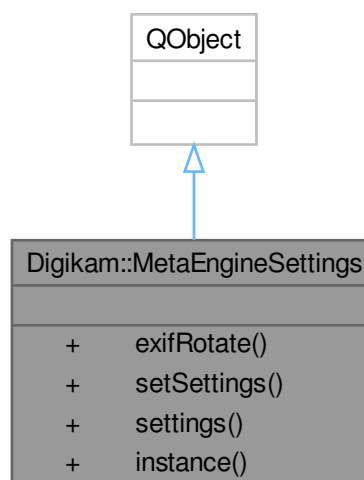 QObject
Digikam::MetaEngineSettings
+ exifRotate()
+ setSettings()
+ settings()
+ instance()